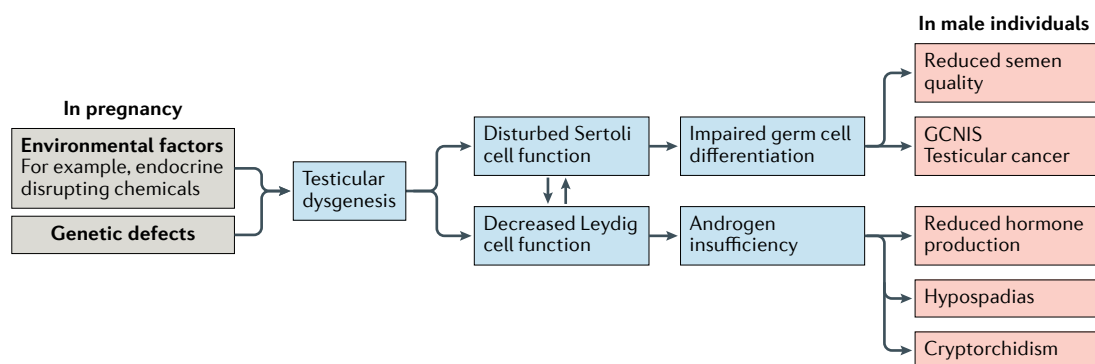 In pregnancy
Environmental factors
For example, endocrine
disrupting chemicals
Genetic defects
Testicular
dysgenesis
Disturbed Sertoli
cell function
Decreased Leydig
cell function
Impaired germ cell
differentiation
Androgen
insufficiency
In male individuals
Reduced semen
quality
GCNIS
Testicular cancer
Reduced hormone
production
Hypospadias
Cryptorchidism